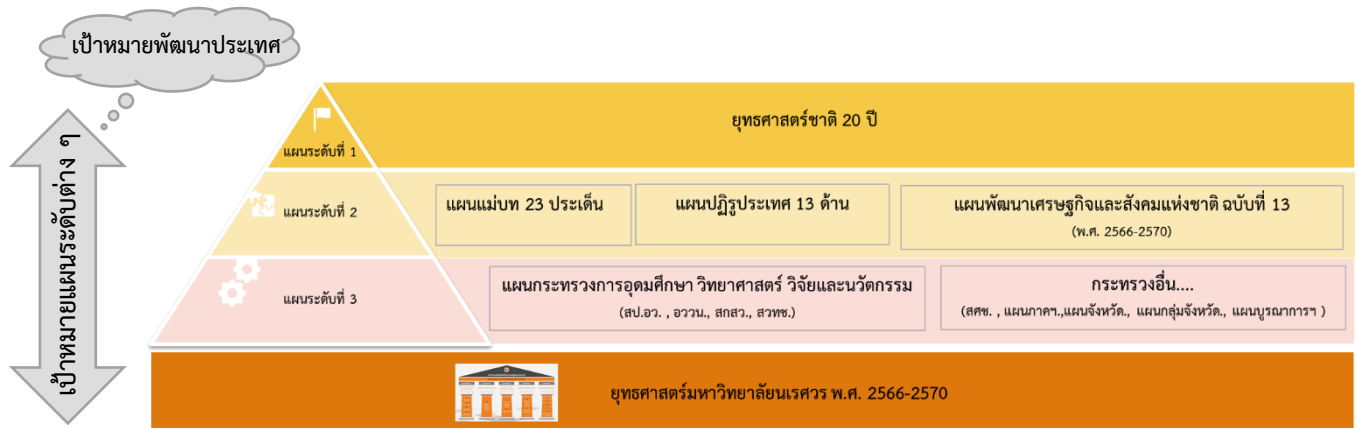 เป้าหมายพัฒนาประเทศ
เป้าหมายแผนระดับต่าง ๆ
แผนระดับที่ 1
ยุทธศาสตร์ชาติ 20 ปี
แผนระดับที่ 2
แผนแม่บท 23 ประเด็น
แผนปฏิรูประเทศ 13 ด้าน
แผนพัฒนาเศรษฐกิจและสังคมแห่งชาติ ฉบับที่ 13
(พ.ศ. 2566-2570)
แผนระดับที่ 3
แผนกระทรวงการอุดมศึกษา วิทยาศาสตร์ วิจัยและนวัตกรรม
(สป.อว. , อววน., สกสว., สวทช.)
กระทรวงอื่น....
(สศช. , แผนภาคฯ.,แผนจังหวัด., แผนกลุ่มจังหวัด., แผนบูรณาการฯ )
ยุทธศาสตร์มหาวิทยาลัยนเรศวร พ.ศ. 2566-2570